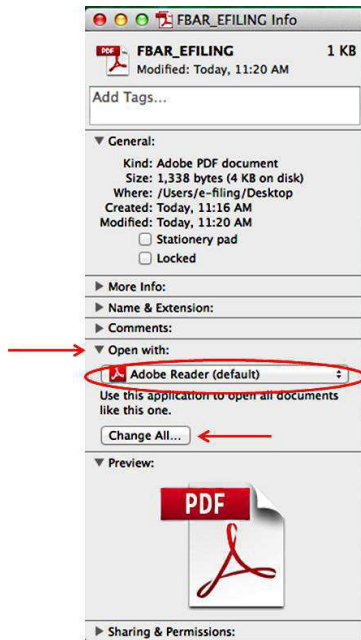 FBAR_EFILING Info
PDF
FBAR_EFILING 1 KB
Modified: Today, 11:20 AM
Add Tags...
General:
Kind: Adobe PDF document
Size: 1,338 bytes (4 KB on disk)
Where: /Users/e-filing/Desktop
Created: Today, 11:16 AM
Modified: Today, 11:20 AM
Stationery pad
Locked
More Info:
Name & Extension:
Comments:
Open with:
Adobe Reader (default)
Use this application to open all documents
like this one.
Change All...
Preview:
PDF
Sharing & Permissions: